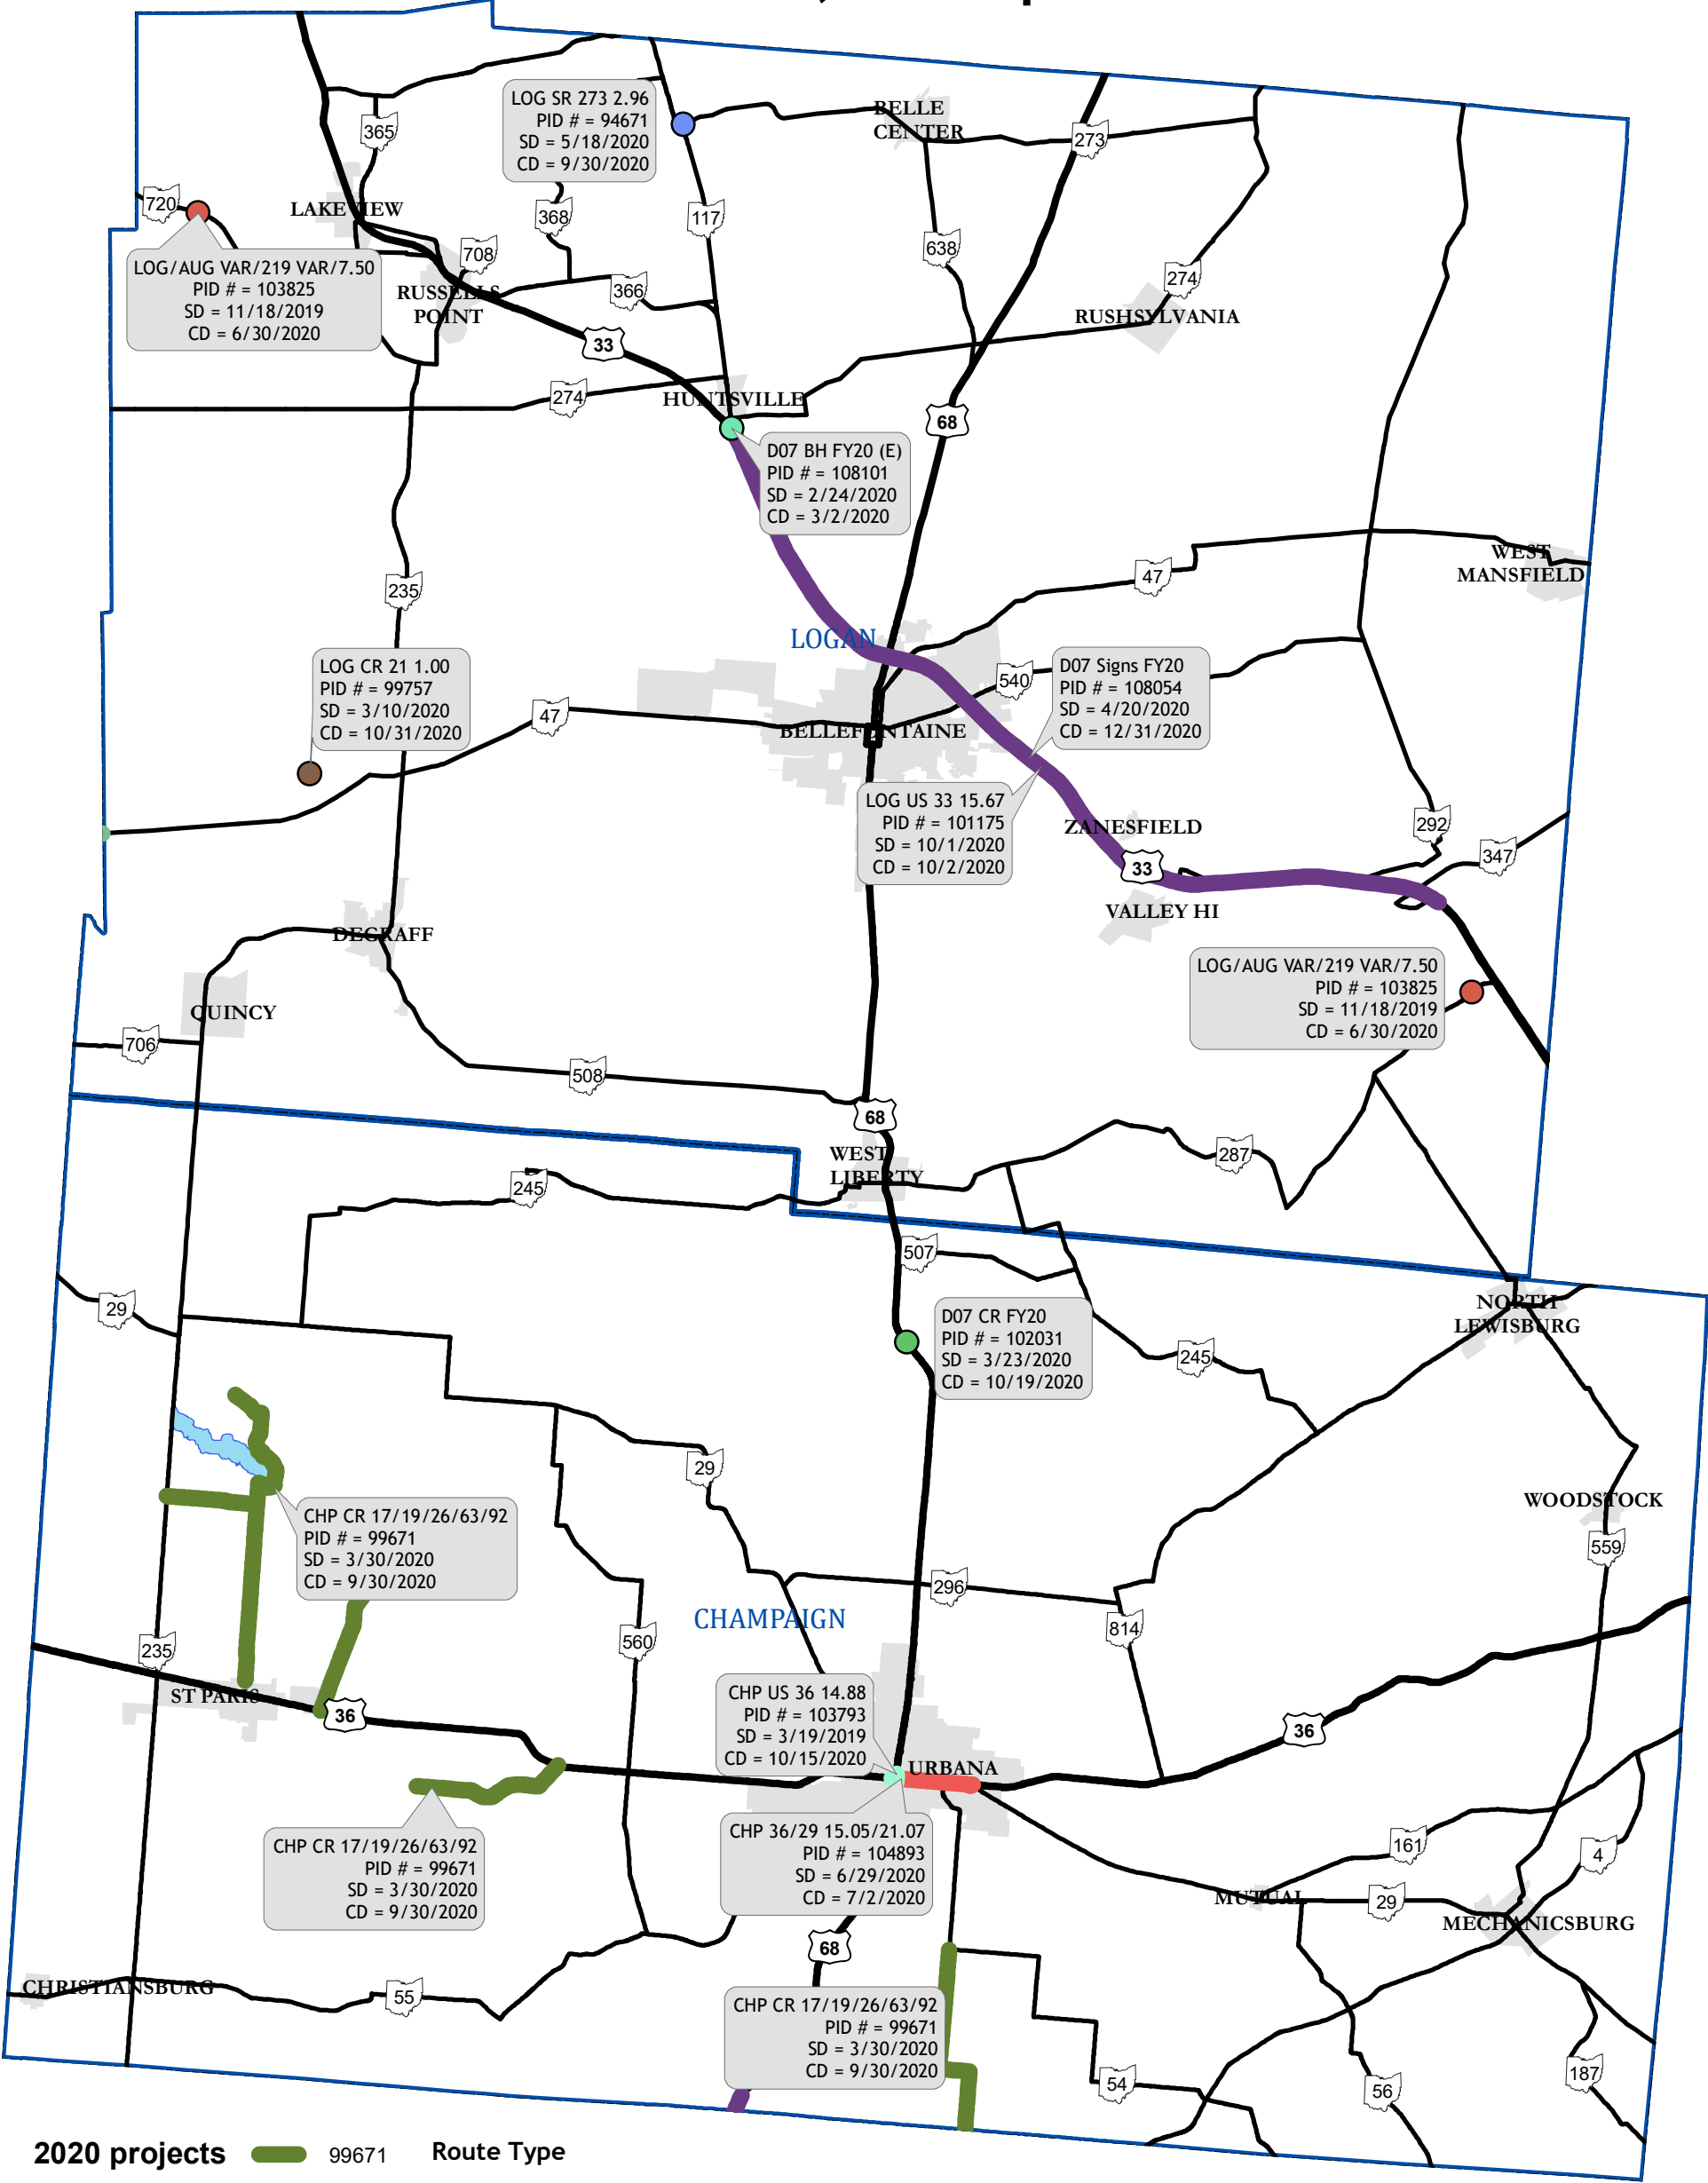 365
LOG SR 273 2.96
PID # = 94671
SD = 5/18/2020
CD = 9/30/2020
BELLE
CENTER
273
720
LAKEVIEW
368
117
708
638
LOG/AUG VAR/219 VAR/7.50
PID # = 103825
SD = 11/18/2019
CD = 6/30/2020
RUSSELLS
POINT
366
274
RUSHSYLVANIA
33
274
HUNTSVILLE
68
D07 BH FY20 (E)
PID # = 108101
SD = 2/24/2020
CD = 3/2/2020
WEST
MANSFIELD
47
235
LOGAN
LOG CR 21 1.00
PID # = 99757
SD = 3/10/2020
CD = 10/31/2020
540
D07 Signs FY20
PID # = 108054
SD = 4/20/2020
CD = 12/31/2020
47
BELLEFONTAINE
LOG US 33 15.67
PID # = 101175
SD = 10/1/2020
CD = 10/2/2020
ZANESFIELD
292
347
33
VALLEY HI
DEGRAFF
LOG/AUG VAR/219 VAR/7.50
PID # = 103825
SD = 11/18/2019
CD = 6/30/2020
QUINCY
706
508
68
WEST
LIBERTY
287
245
507
29
D07 CR FY20
PID # = 102031
SD = 3/23/2020
CD = 10/19/2020
NORTH
LEWISBURG
245
29
CHP CR 17/19/26/63/92
PID # = 99671
SD = 3/30/2020
CD = 9/30/2020
WOODSTOCK
559
296
CHAMPAIGN
814
235
560
ST PARIS
36
CHP US 36 14.88
PID # = 103793
SD = 3/19/2019
CD = 10/15/2020
36
URBANA
CHP CR 17/19/26/63/92
PID # = 99671
SD = 3/30/2020
CD = 9/30/2020
CHP 36/29 15.05/21.07
PID # = 104893
SD = 6/29/2020
CD = 7/2/2020
161
4
MUTUAL
29
MECHANICSBURG
68
CHRISTIANSBURG
55
CHP CR 17/19/26/63/92
PID # = 99671
SD = 3/30/2020
CD = 9/30/2020
54
56
187
2020 projects 99671 Route Type